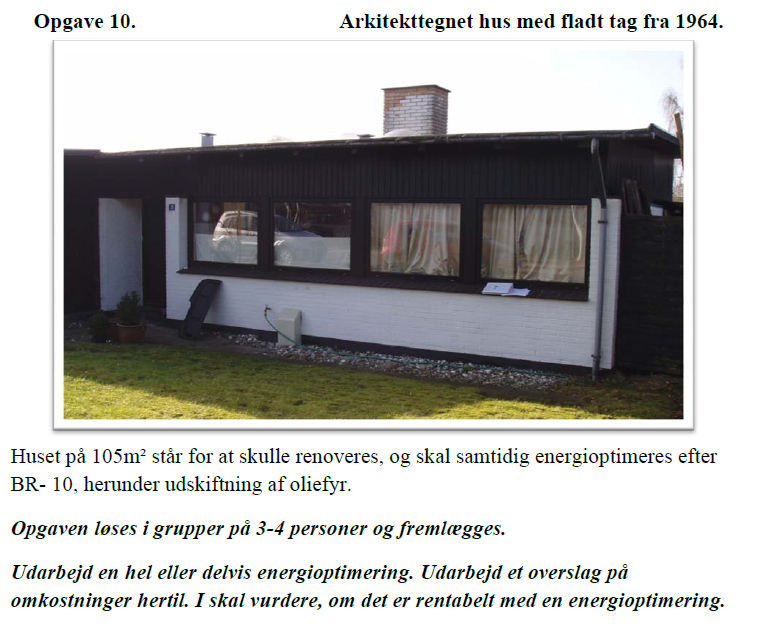 Opgave 10. Arkitekttegnet hus med fladt tag fra 1964.
Huset på 105m² står for at skulle renoveres, og skal samtidig energioptimeres efter
BR- 10, herunder udskiftning af oliefyr.
Opgaven løses i grupper på 3-4 personer og fremlægges.
Udarbejd en hel eller delvis energioptimering. Udarbejd et overslag på
omkostninger hertil. I skal vurdere, om det er rentabelt med en energioptimering.